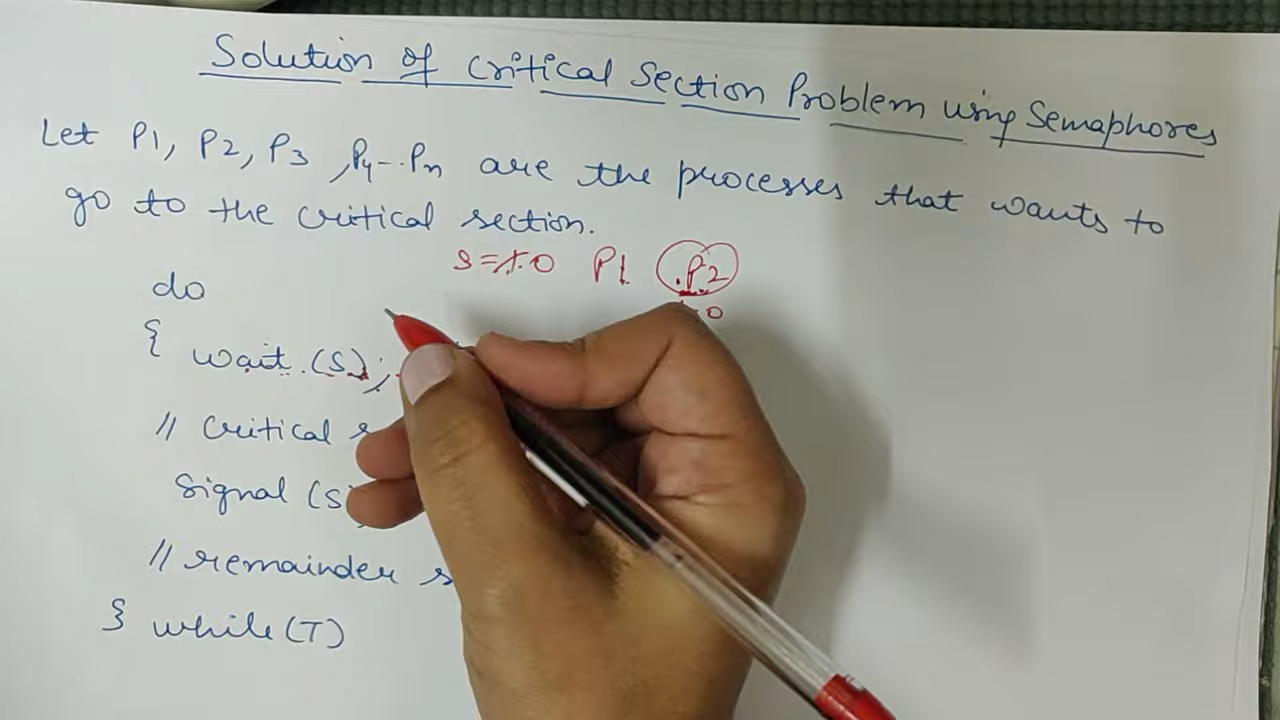 Solution of Critical Section Problem using Semaphores
Let P1, P2, P3 ,P4-..Pn are the processes that wants to
go to the critical section.
s=1.0 P1 .P2
0
do
{ wait.(S);
// Critical
Signal (S
// remainder
} while(T)